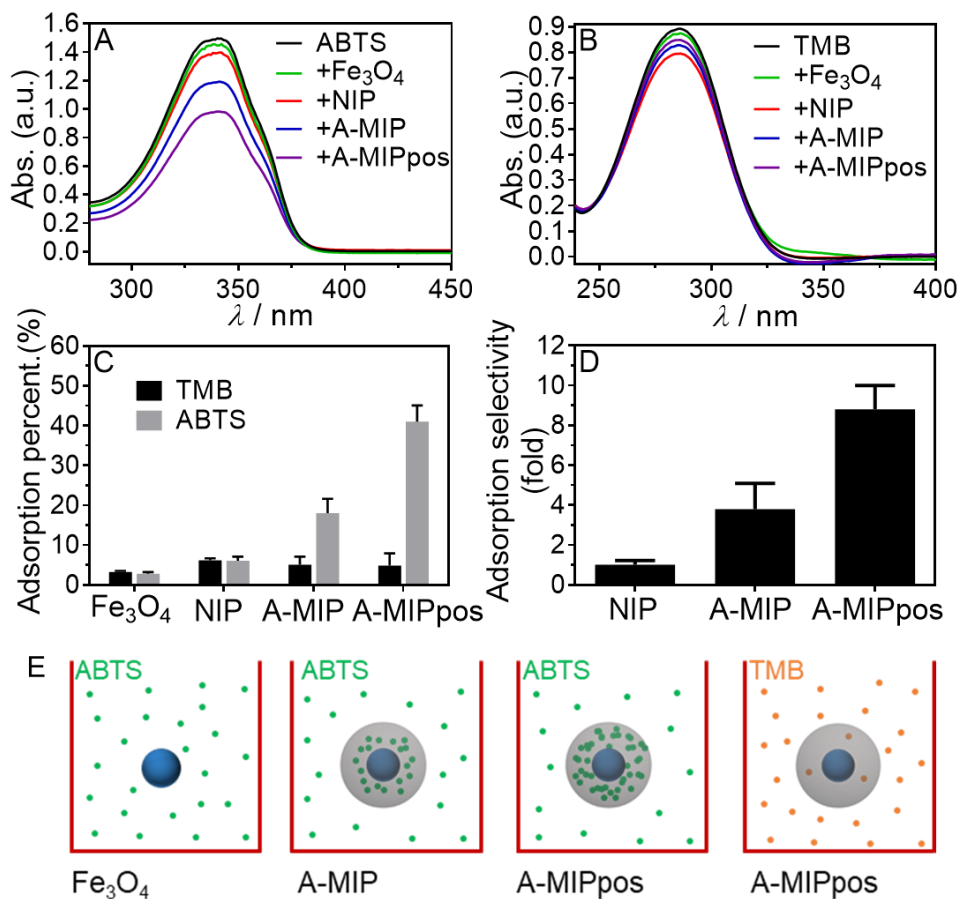 A
ABTS
+Fe₃O₄
+NIP
+A-MIP
+A-MIPpos
Abs. (a.u.)
1.6
1.4
1.2
1.0
0.8
0.6
0.4
0.2
0.0
300 350 400 450
λ / nm
B
TMB
+Fe₃O₄
+NIP
+A-MIP
+A-MIPpos
Abs. (a.u.)
0.9
0.8
0.7
0.6
0.5
0.4
0.3
0.2
0.1
0.0
250 300 350 400
λ / nm
C
TMB
ABTS
Adsorption percent.(%)
60
50
40
30
20
10
0
Fe₃O₄ NIP A-MIP A-MIPpos
D
Adsorption selectivity
(fold)
12
10
8
6
4
2
0
NIP A-MIP A-MIPpos
E
ABTS ABTS ABTS TMB
Fe₃O₄ A-MIP A-MIPpos A-MIPpos